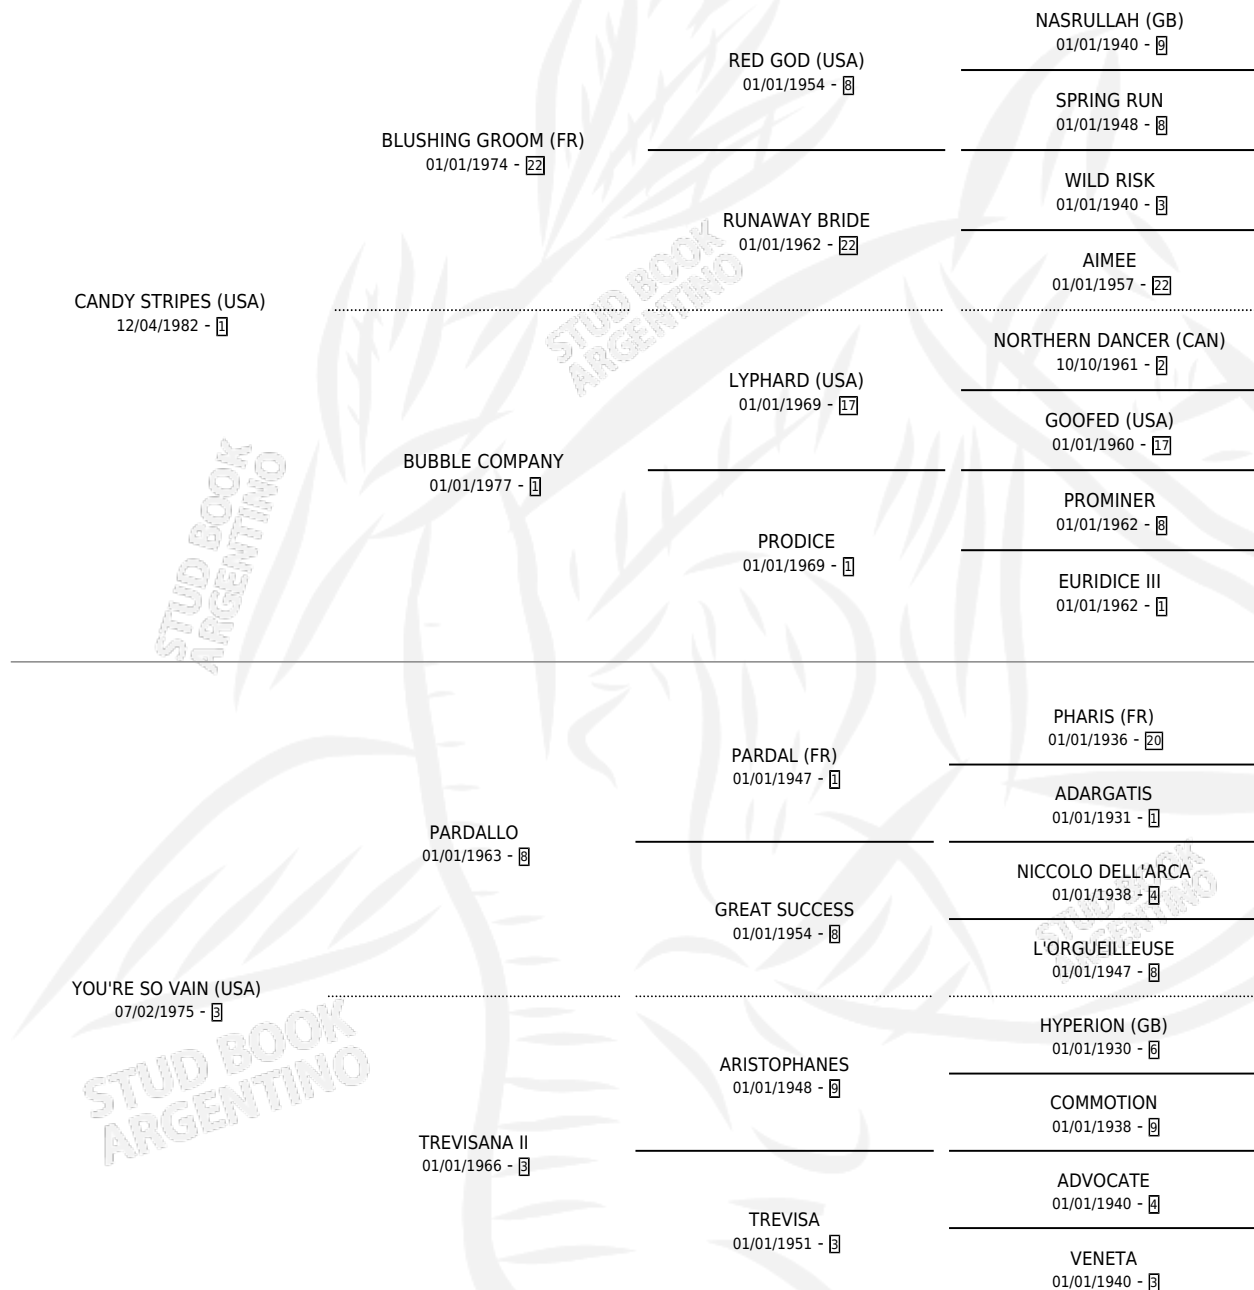 NASRULLAH (GB)
01/01/1940 - 9
RED GOD (USA)
01/01/1954 - 8
SPRING RUN
01/01/1948 - 8
BLUSHING GROOM (FR)
01/01/1974 - 22
WILD RISK
01/01/1940 - 3
RUNAWAY BRIDE
01/01/1962 - 22
AIMEE
01/01/1957 - 22
CANDY STRIPES (USA)
12/04/1982 - 1
NORTHERN DANCER (CAN)
10/10/1961 - 2
LYPHARD (USA)
01/01/1969 - 17
GOOFED (USA)
01/01/1960 - 17
BUBBLE COMPANY
01/01/1977 - 1
PROMINER
01/01/1962 - 8
PRODICE
01/01/1969 - 1
EURIDICE III
01/01/1962 - 1
PHARIS (FR)
01/01/1936 - 20
PARDAL (FR)
01/01/1947 - 1
ADARGATIS
01/01/1931 - 1
PARDALLO
01/01/1963 - 8
NICCOLO DELL'ARCA
01/01/1938 - 4
GREAT SUCCESS
01/01/1954 - 8
L'ORGUEILLEUSE
01/01/1947 - 8
YOU'RE SO VAIN (USA)
07/02/1975 - 3
HYPERION (GB)
01/01/1930 - 6
ARISTOPHANES
01/01/1948 - 9
COMMOTION
01/01/1938 - 9
TREVISANA II
01/01/1966 - 3
ADVOCATE
01/01/1940 - 4
TREVISA
01/01/1951 - 3
VENETA
01/01/1940 - 3
STUD BOOK
ARGENTINO
STUD BOOK
ARGENTINO
STUD BOOK
ARGENTINO
STUD BOOK
ARGENTINO